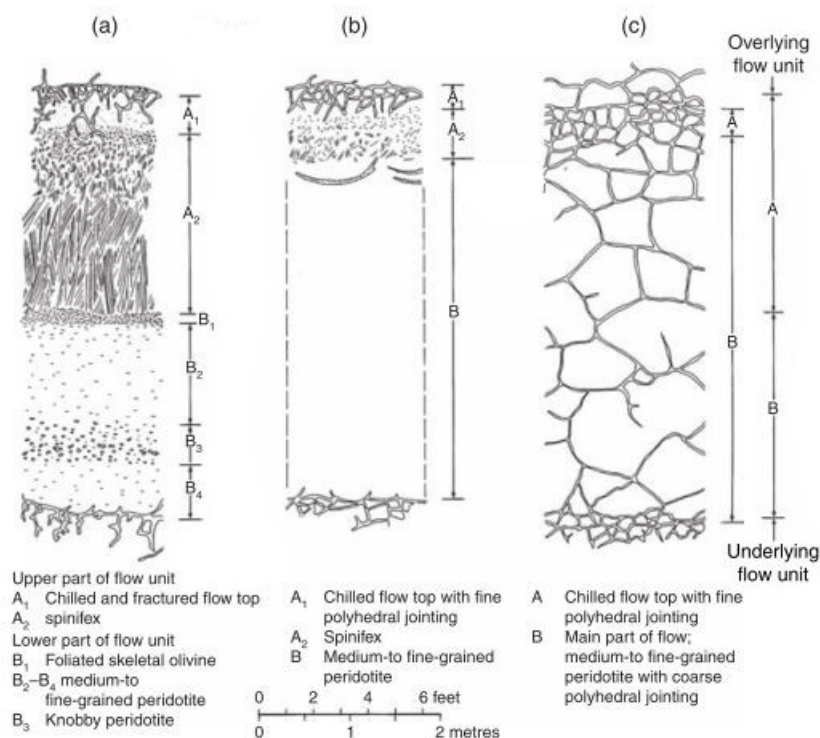 (a)
(b)
(c)
Overlying
flow unit
A1
A2
B1
B2
B3
B4
A1
A2
B
A
B
A
B
Underlying
flow unit
Upper part of flow unit
A1 Chilled and fractured flow top
A2 spinifex
Lower part of flow unit
B1 Foliated skeletal olivine
B2–B4 medium-to
fine-grained peridotite
B3 Knobby peridotite
A1 Chilled flow top with fine
polyhedral jointing
A2 Spinifex
B Medium-to fine-grained
peridotite
0 2 4 6 feet
0 1 2 metres
A Chilled flow top with fine
polyhedral jointing
B Main part of flow;
medium-to fine-grained
peridotite with coarse
polyhedral jointing